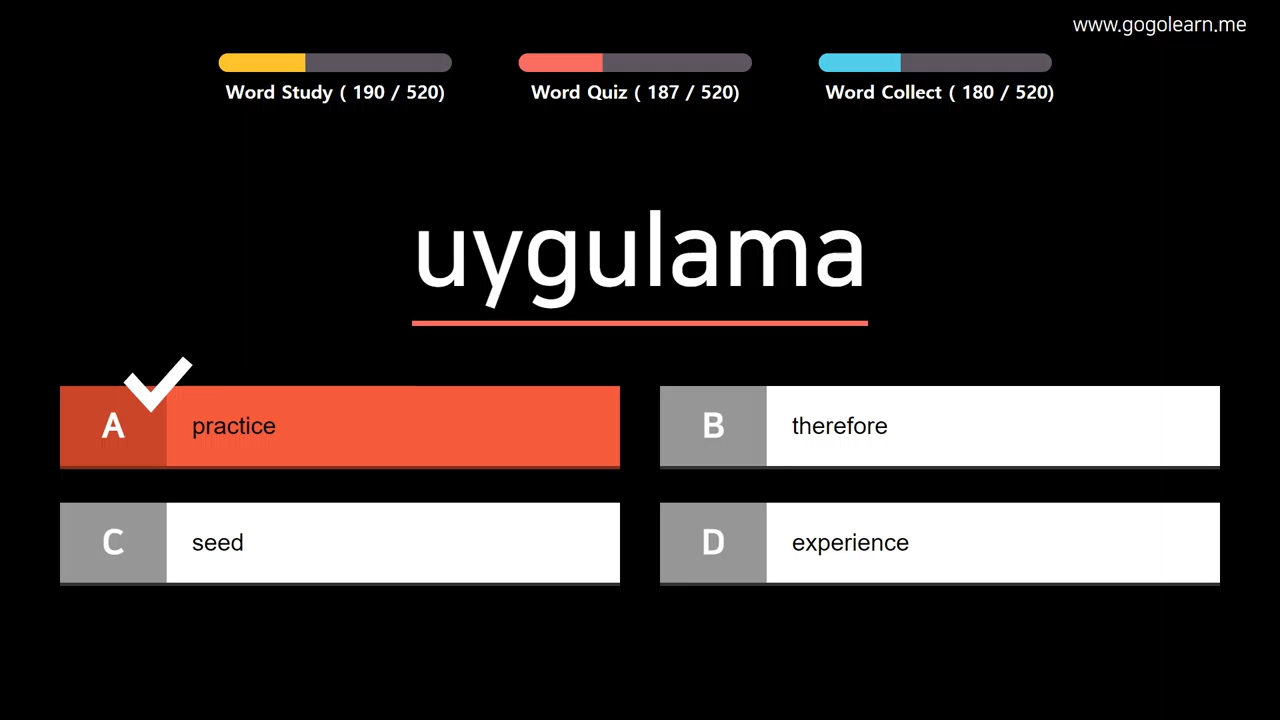 www.gogolearn.me
Word Study ( 190 / 520)
Word Quiz ( 187 / 520)
Word Collect ( 180 / 520)
uygulama
A practice
B therefore
C seed
D experience